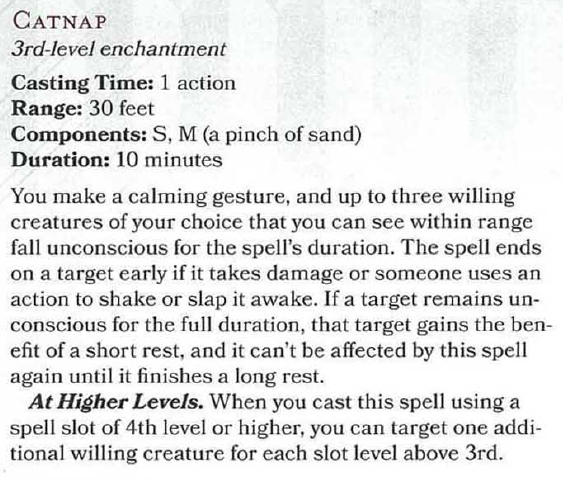 CATNAP
3rd-level enchantment
Casting Time: 1 action
Range: 30 feet
Components: S, M (a pinch of sand)
Duration: 10 minutes
You make a calming gesture, and up to three willing
creatures of your choice that you can see within range
fall unconscious for the spell's duration. The spell ends
on a target early if it takes damage or someone uses an
action to shake or slap it awake. If a target remains un-
conscious for the full duration, that target gains the ben-
efit of a short rest, and it can't be affected by this spell
again until it finishes a long rest.
At Higher Levels. When you cast this spell using a
spell slot of 4th level or higher, you can target one addi-
tional willing creature for each slot level above 3rd.